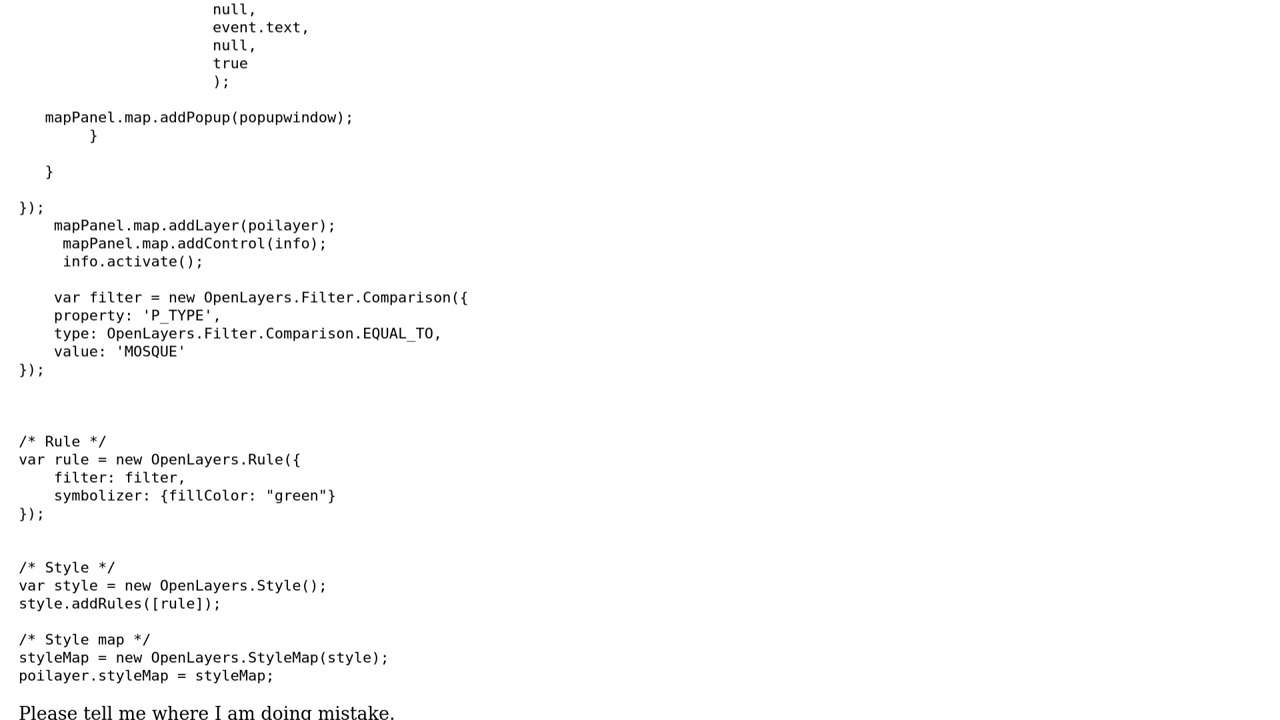 null,
event.text,
null,
true
);
mapPanel.map.addPopup(popupwindow);
}
}
});
mapPanel.map.addLayer(poilayer);
mapPanel.map.addControl(info);
info.activate();
var filter = new OpenLayers.Filter.Comparison({
property: 'P_TYPE',
type: OpenLayers.Filter.Comparison.EQUAL_TO,
value: 'MOSQUE'
});
/* Rule */
var rule = new OpenLayers.Rule({
filter: filter,
symbolizer: {fillColor: "green"}
});
/* Style */
var style = new OpenLayers.Style();
style.addRules([rule]);
/* Style map */
styleMap = new OpenLayers.StyleMap(style);
poilayer.styleMap = styleMap;
Please tell me where I am doing mistake.